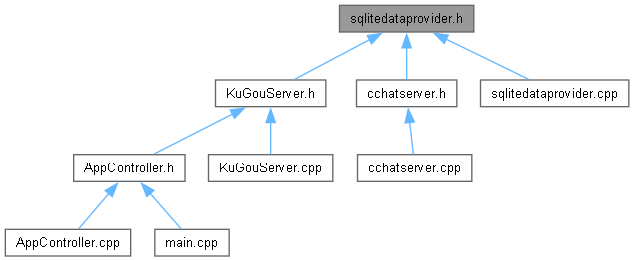 sqlitedataprovider.h
KuGouServer.h
cchatserver.h
sqlitedataprovider.cpp
AppController.h
KuGouServer.cpp
cchatserver.cpp
AppController.cpp
main.cpp